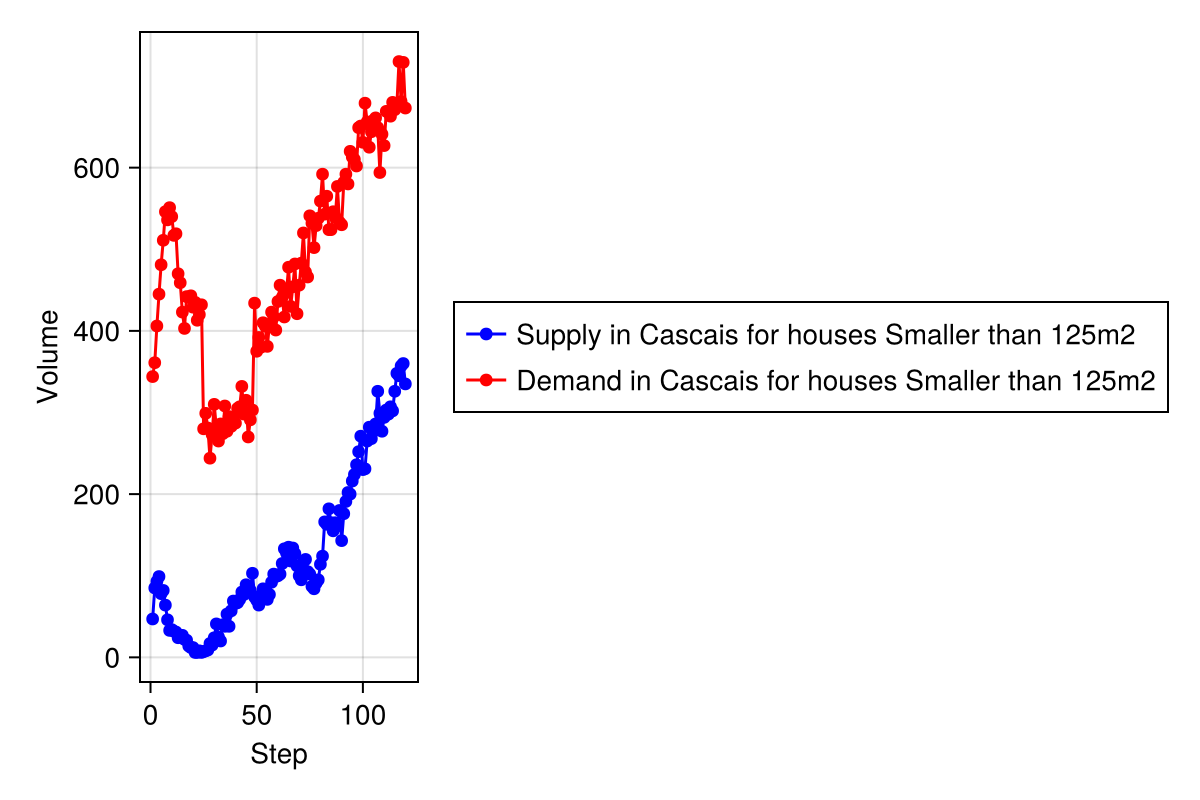 Volume
600
400
200
0
0 50 100
Step
Supply in Cascais for houses Smaller than 125m2
Demand in Cascais for houses Smaller than 125m2